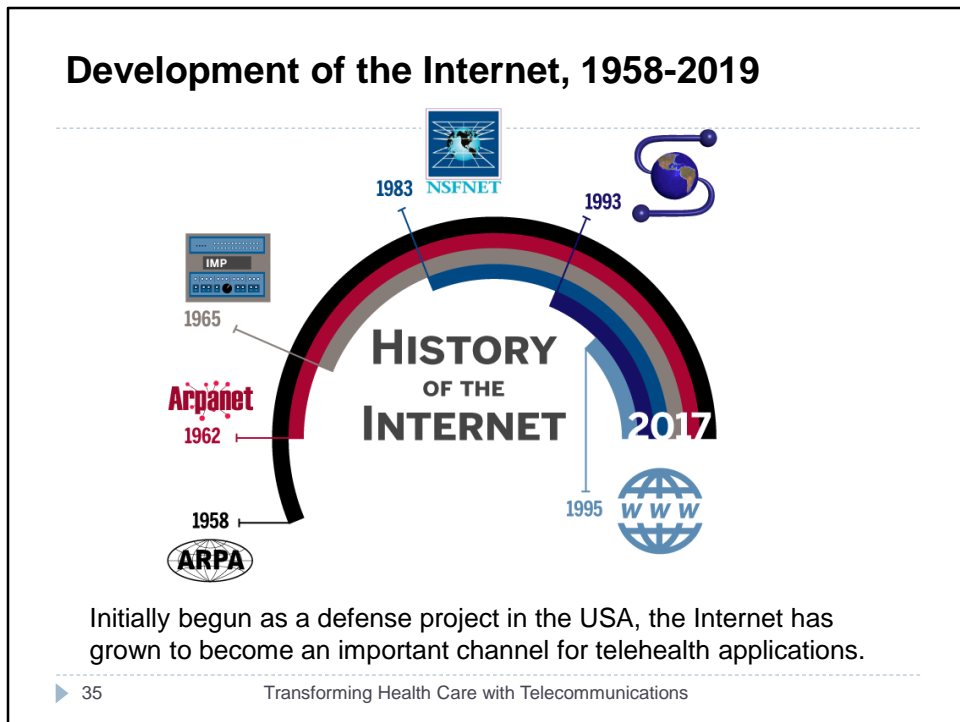 Development of the Internet, 1958-2019
NSFNET
1983
1993
IMP
1965
HISTORY
OF THE
INTERNET
Arpanet
1962
2017
1995
WWW
1958
ARPA
Initially begun as a defense project in the USA, the Internet has
grown to become an important channel for telehealth applications.
35
Transforming Health Care with Telecommunications